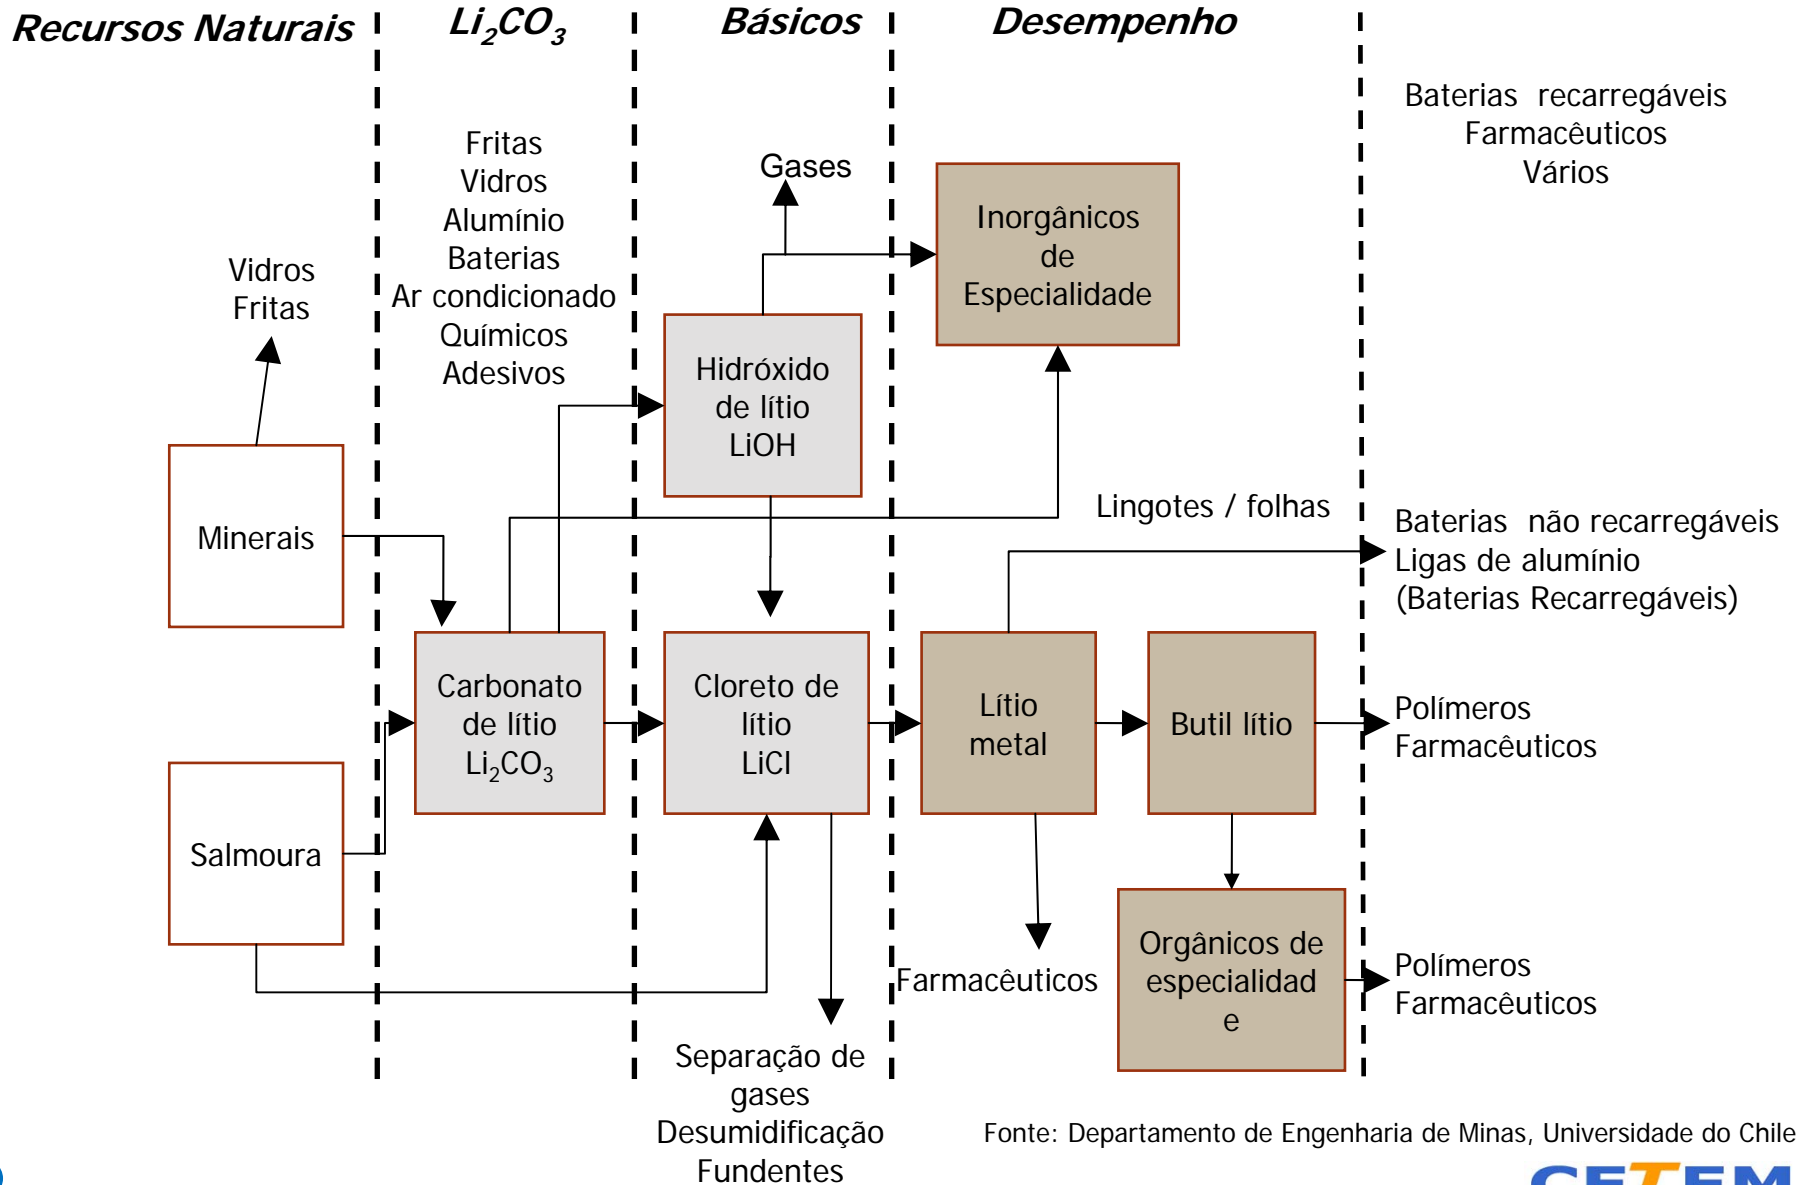 Recursos Naturais
Li₂CO₃
Básicos
Desempenho
Baterias recarregáveis
Farmacêuticos
Vários
Fritas
Vidros
Alumínio
Baterias
Ar condicionado
Químicos
Adesivos
Gases
Inorgânicos
de
Especialidade
Vidros
Fritas
Hidróxido
de lítio
LiOH
Minerais
Lingotes / folhas
Baterias não recarregáveis
Ligas de alumínio
(Baterias Recarregáveis)
Carbonato
de lítio
Li₂CO₃
Cloreto de
lítio
LiCl
Lítio
metal
Butil lítio
Polímeros
Farmacêuticos
Salmoura
Farmacêuticos
Orgânicos de
especialidad
e
Polímeros
Farmacêuticos
Separação de
gases
Desumidificação
Fundentes
Fonte: Departamento de Engenharia de Minas, Universidade do Chile
CETEM